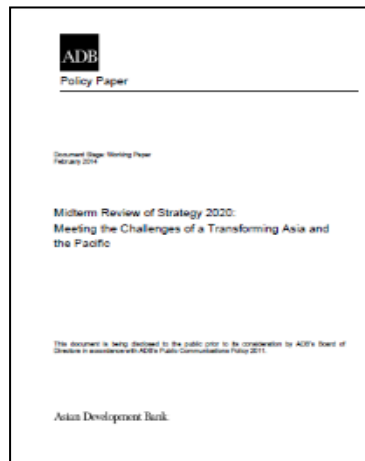 ADB
Policy Paper
Document Stage: Working Paper
February 2014
Midterm Review of Strategy 2020:
Meeting the Challenges of a Transforming Asia and
the Pacific
This document is being disclosed to the public prior to its consideration by ADB's Board of
Directors in accordance with ADB's Public Communications Policy 2011.
Asian Development Bank